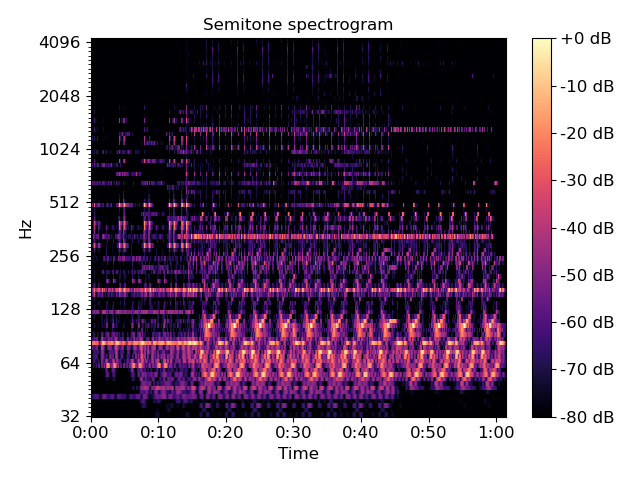 Semitone spectrogram
4096
2048
1024
512
256
128
64
32
Hz
0:00
0:10
0:20
0:30
0:40
0:50
1:00
Time
+0 dB
-10 dB
-20 dB
-30 dB
-40 dB
-50 dB
-60 dB
-70 dB
-80 dB